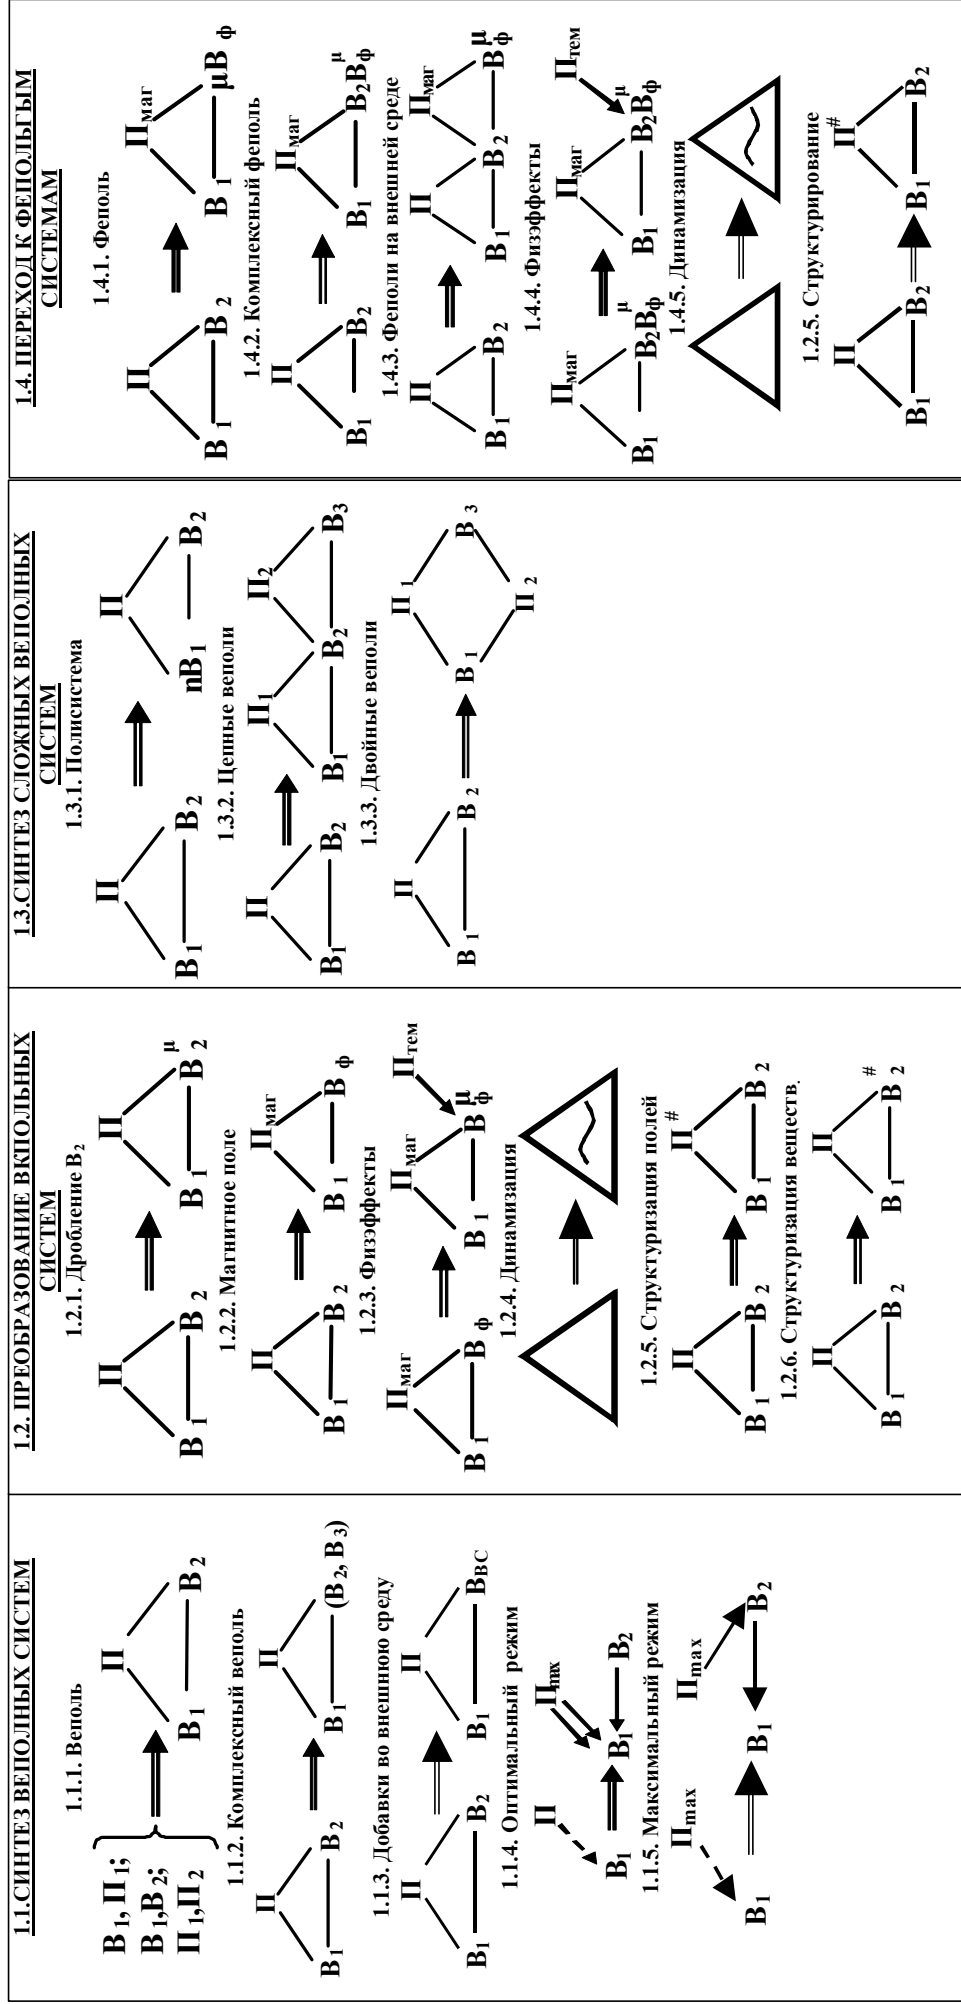 1.1.СИНТЕЗ ВЕПОЛНЫХ СИСТЕМ
1.1.1. Веполь
В1, П1;
В1,В2;
П1,П2
П
В1
В2
1.1.2. Комплексный веполь
П
В1
В2
П
В1
(В2, В3)
1.1.3. Добавки во внешнюю среду
П
В1
В2
П
В1
ВВС
1.1.4. Оптимальный режим
П
В1
Пmax
В1
В2
1.1.5. Максимальный режим
Пmax
В1
Пmax
В1
В2
1.2. ПРЕОБРАЗОВАНИЕ ВКПОЛЬНЫХ
СИСТЕМ
1.2.1. Дробление В2
П
В1
В2
П
В1
В2 μ
1.2.2. Магнитное поле
П
В1
В2
Пмаг
В1
Вф
1.2.3. Физэффекты
Пмаг
В1
Вф
Пмаг
Птем
В1
Вф μ
1.2.4. Динамизация
1.2.5. Структуризация полей
П
В1
В2
П #
В1
В2
1.2.6. Структуризация веществ.
П
В1
В2
П
В1
В2 #
1.3.СИНТЕЗ СЛОЖНЫХ ВЕПОЛНЫХ
СИСТЕМ
1.3.1. Полисистема
П
В1
В2
П
nВ1
В2
1.3.2. Цепные веполи
П
В1
В2
П1
П2
В1
В2
В3
1.3.3. Двойные веполи
П
В1
В2
П1
В1
В3
П2
1.4. ПЕРЕХОД К ФЕПОЛЬГЫМ
СИСТЕМАМ
1.4.1. Феполь
П
В1
В2
Пмаг
В1
μВф
1.4.2. Комплексный феполь
П
В1
В2
Пмаг
В1
В2Вф μ
1.4.3. Феполи на внешней среде
П
В1
В2
П
Пмаг
В1
В2
Вф μ
1.4.4. Физэффекты
Пмаг
В1
В2Вф μ
Пмаг
Птем
В1
В2Вф μ
1.4.5. Динамизация
1.2.5. Структурирование
П
В1
В2
П #
В1
В2